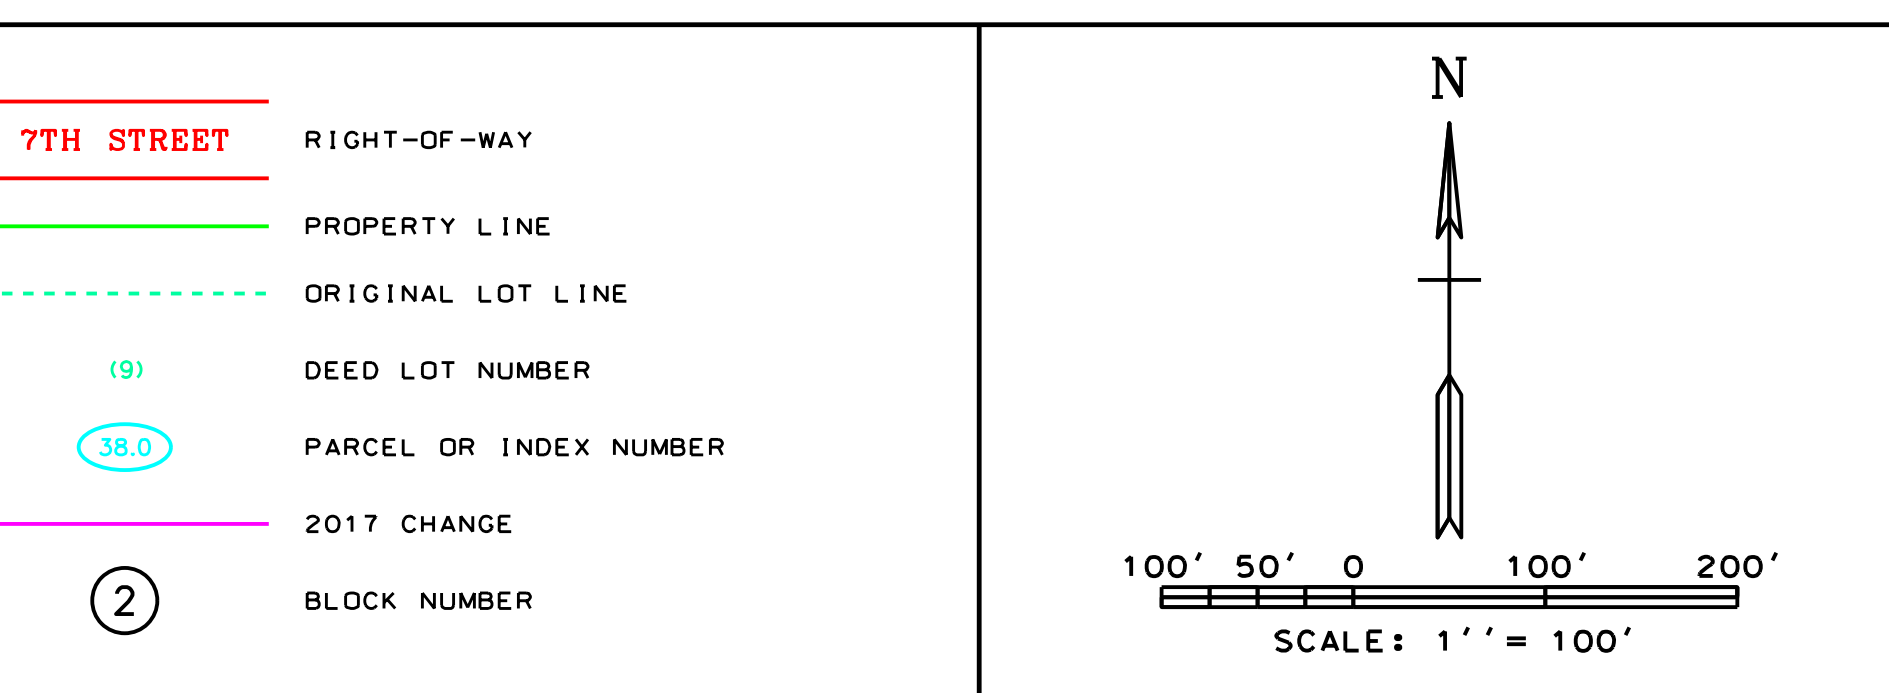 7TH STREET RIGHT-OF-WAY
PROPERTY LINE
ORIGINAL LOT LINE
(9) DEED LOT NUMBER
38.0 PARCEL OR INDEX NUMBER
2017 CHANGE
2 BLOCK NUMBER
N
100' 50' 0 100' 200'
SCALE: 1''= 100'